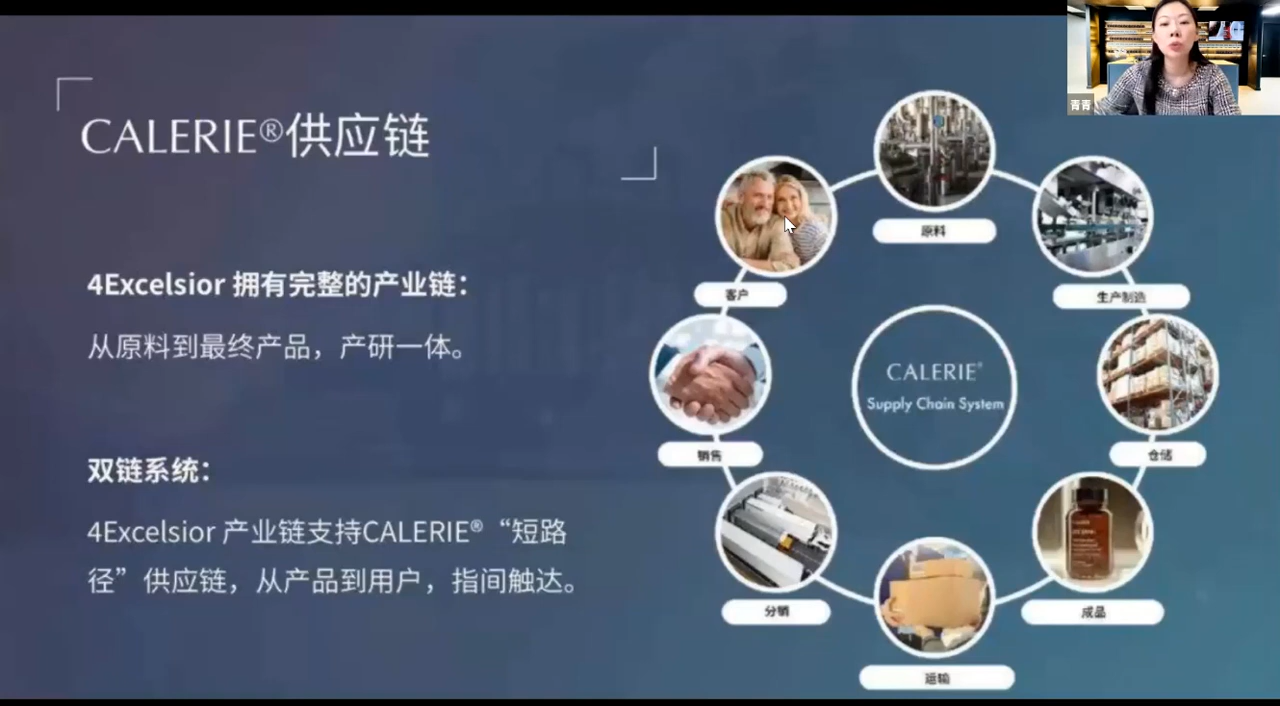 青青
CALERIE®供应链
4Excelsior 拥有完整的产业链：
从原料到最终产品，产研一体。
双链系统：
4Excelsior 产业链支持CALERIE® “短路
径”供应链，从产品到用户，指间触达。
原料
生产制造
仓储
成品
运输
分销
销售
客户
CALERIE®
Supply Chain System